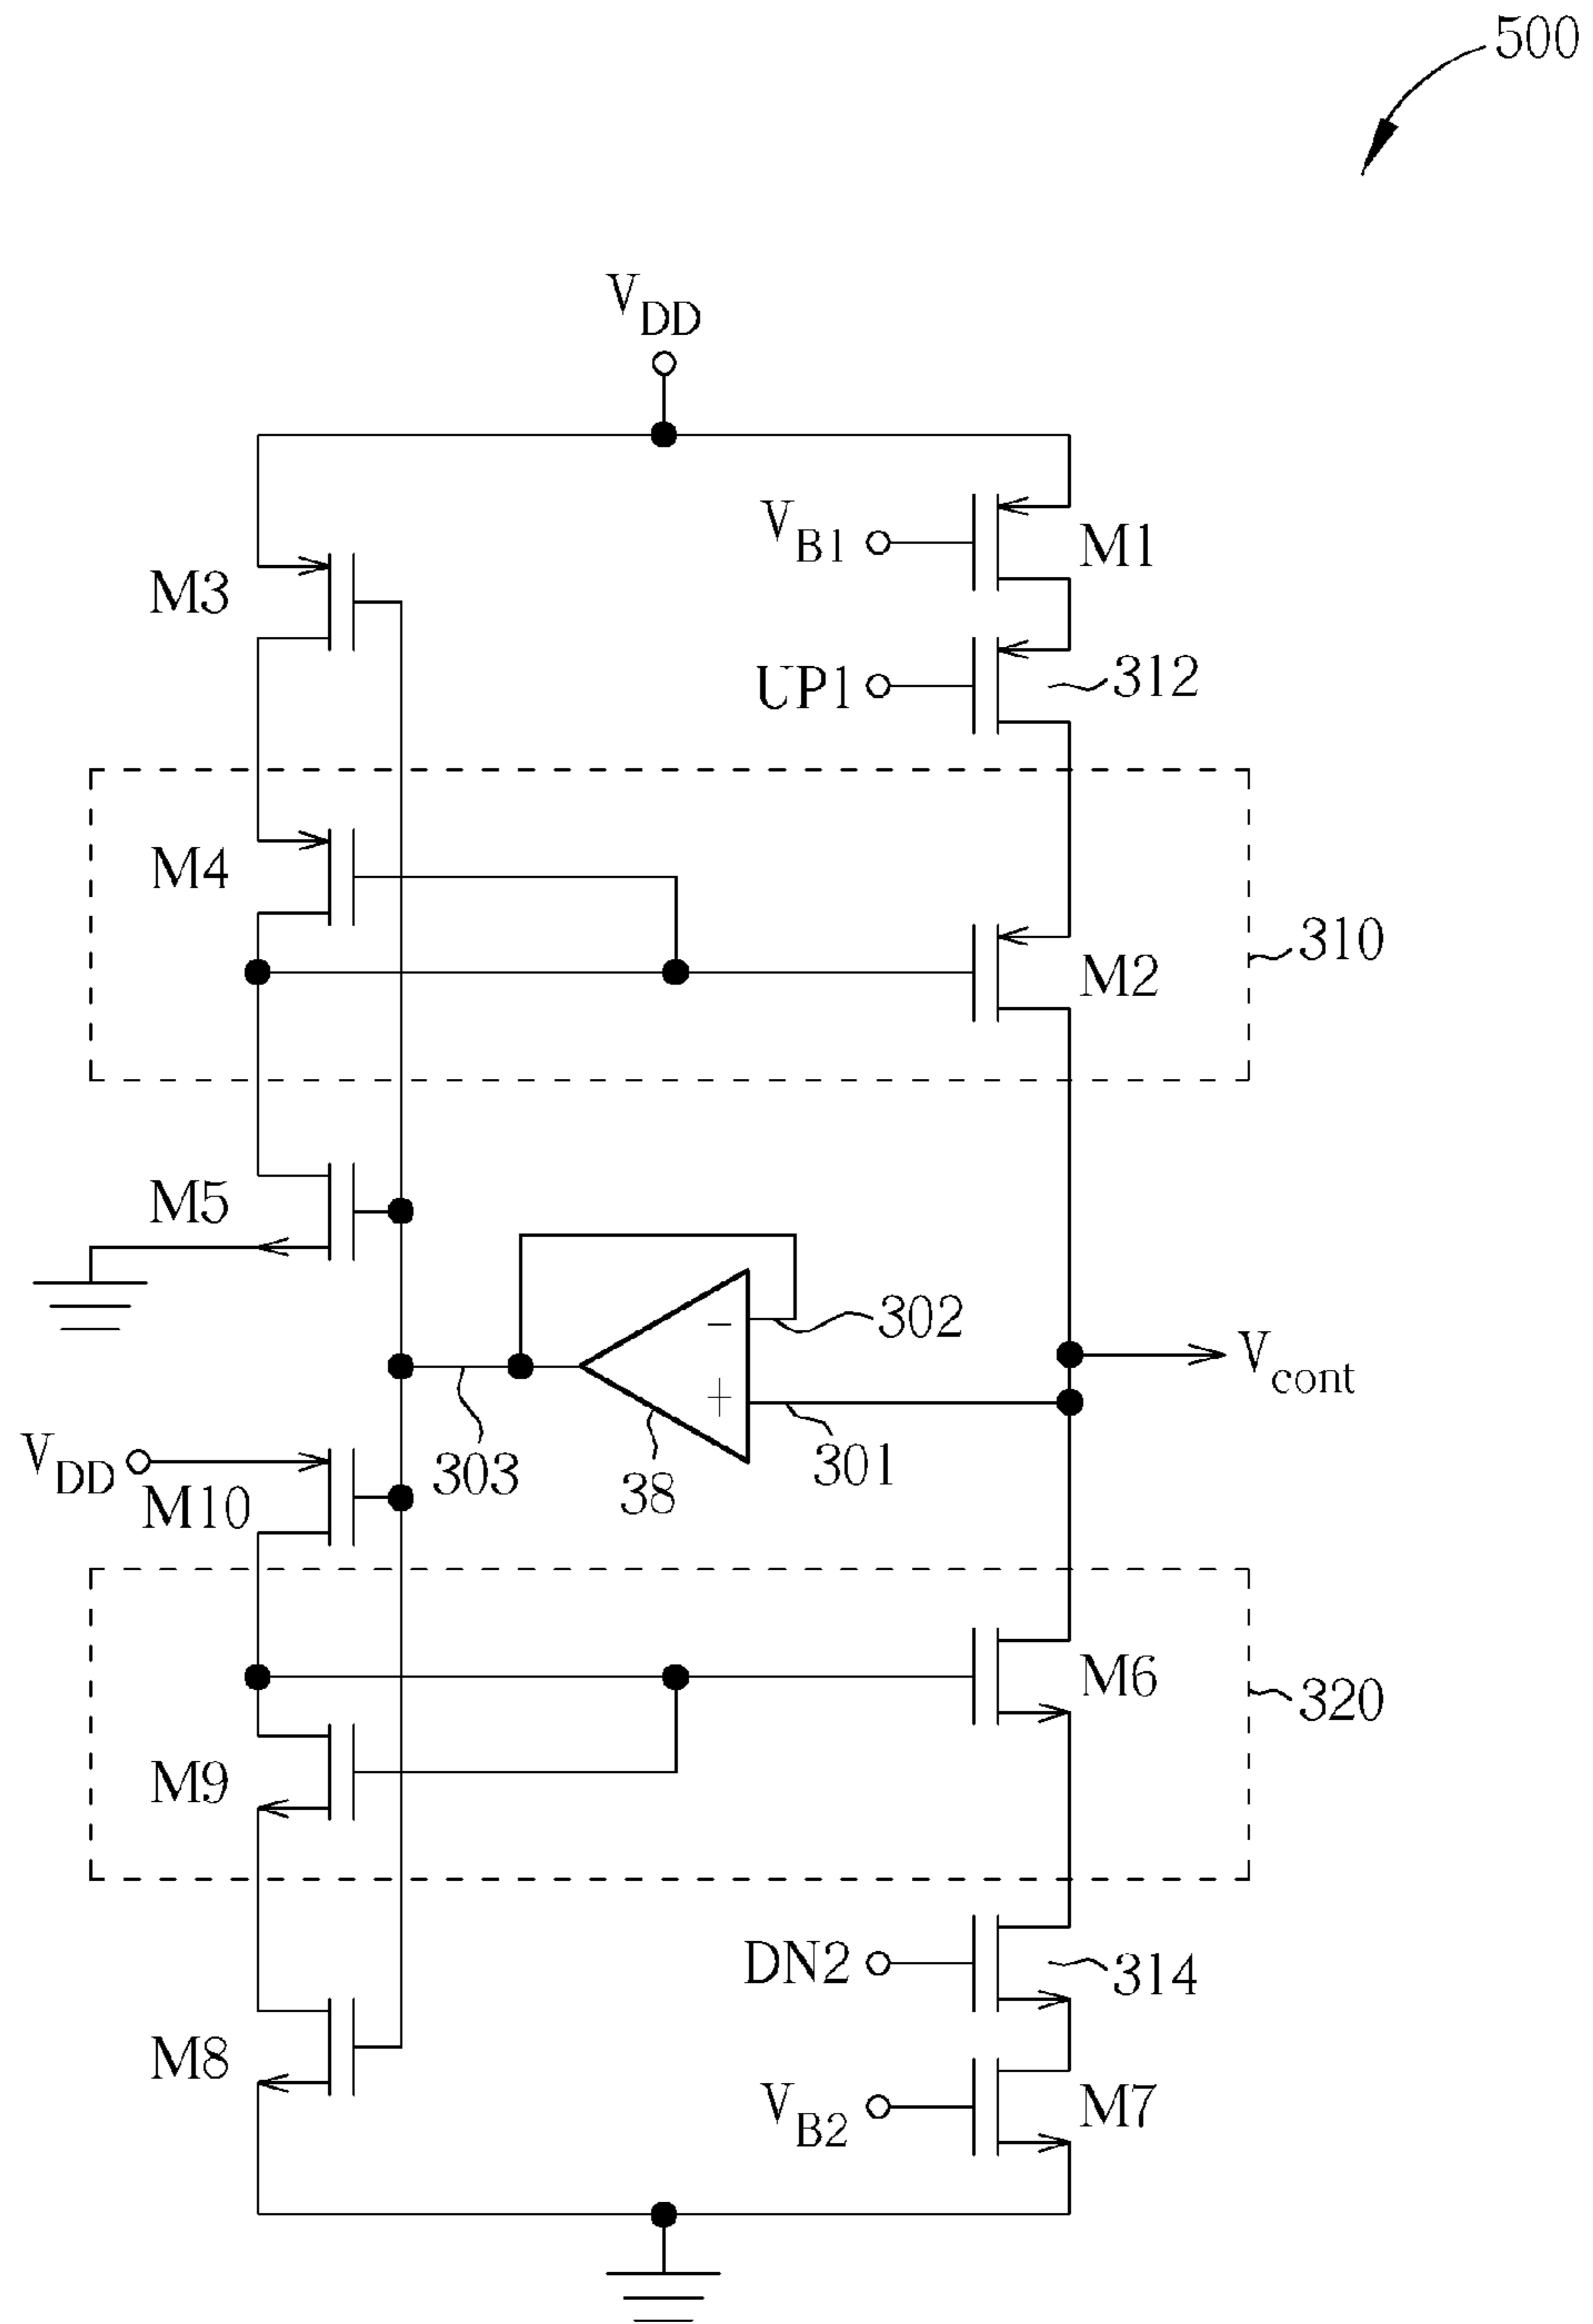 500
VDD
VB1
M1
M3
UP1
312
M4
310
M2
M5
302
Vcont
+
−
VDD
303
38
301
M10
M6
320
M9
DN2
314
M8
VB2
M7